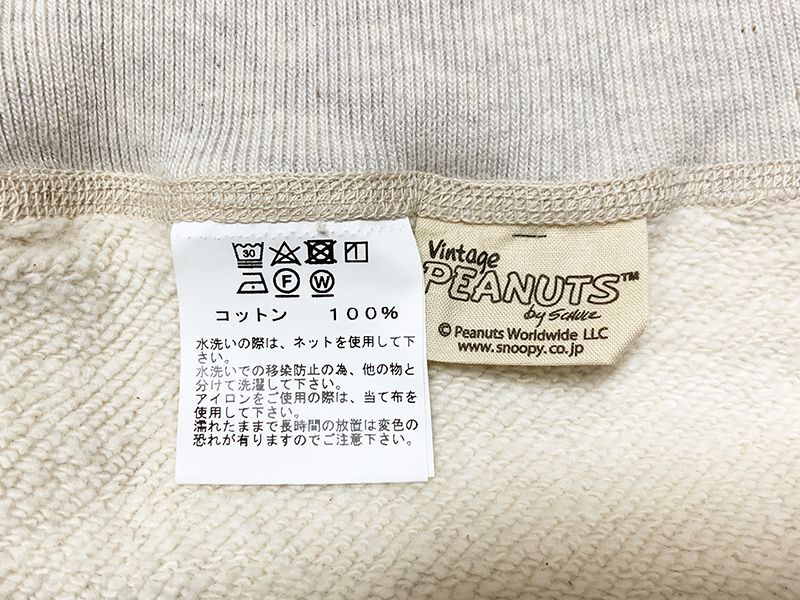 30
F W
コットン 100%
水洗いの際は、ネットを使用して下
さい。
水洗いでの移染防止の為、他の物と
分けて洗濯して下さい。
アイロンをご使用の際は、当て布を
使用して下さい。
濡れたままで長時間の放置は変色の
恐れが有りますのでご注意下さい。
Vintage
PEANUTS™
by SCHULZ
© Peanuts Worldwide LLC
www.snoopy.co.jp